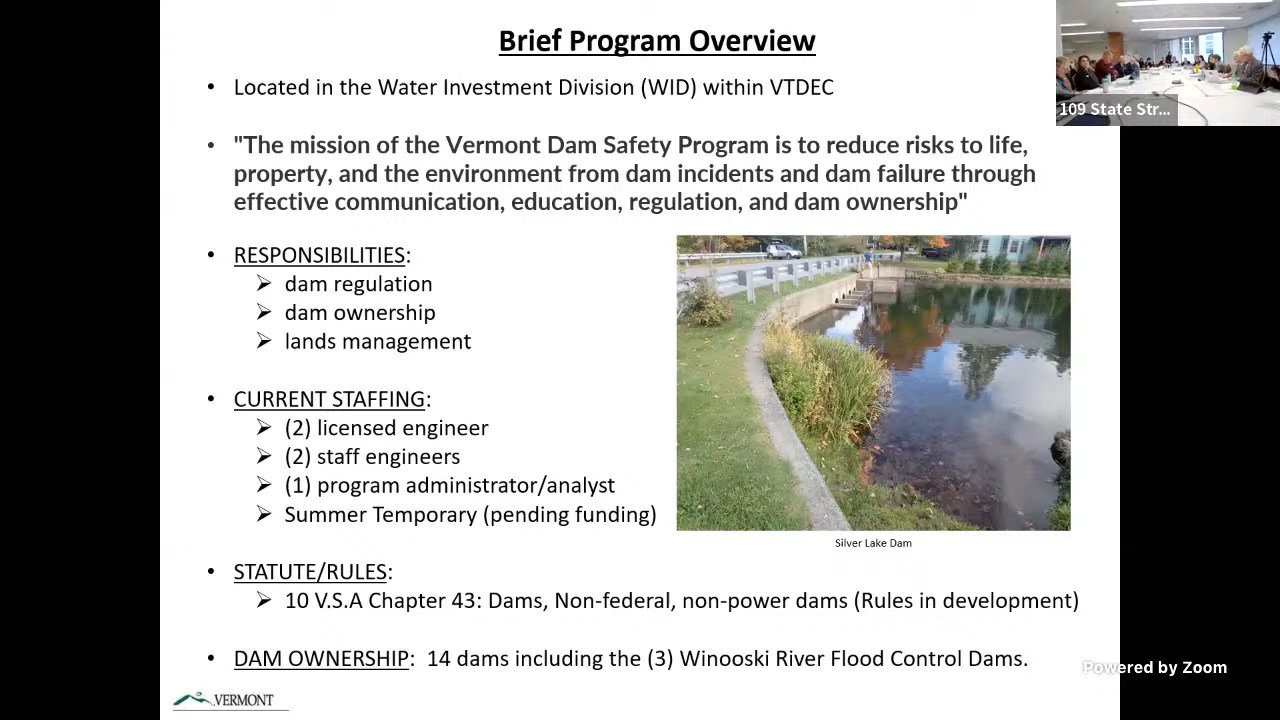 Brief Program Overview
109 State Str...
• Located in the Water Investment Division (WID) within VTDEC
• "The mission of the Vermont Dam Safety Program is to reduce risks to life,
property, and the environment from dam incidents and dam failure through
effective communication, education, regulation, and dam ownership"
• RESPONSIBILITIES:
➢ dam regulation
➢ dam ownership
➢ lands management
• CURRENT STAFFING:
➢ (2) licensed engineer
➢ (2) staff engineers
➢ (1) program administrator/analyst
➢ Summer Temporary (pending funding)
Silver Lake Dam
• STATUTE/RULES:
➢ 10 V.S.A Chapter 43: Dams, Non-federal, non-power dams (Rules in development)
• DAM OWNERSHIP: 14 dams including the (3) Winooski River Flood Control Dams.
Powered by Zoom
VERMONT